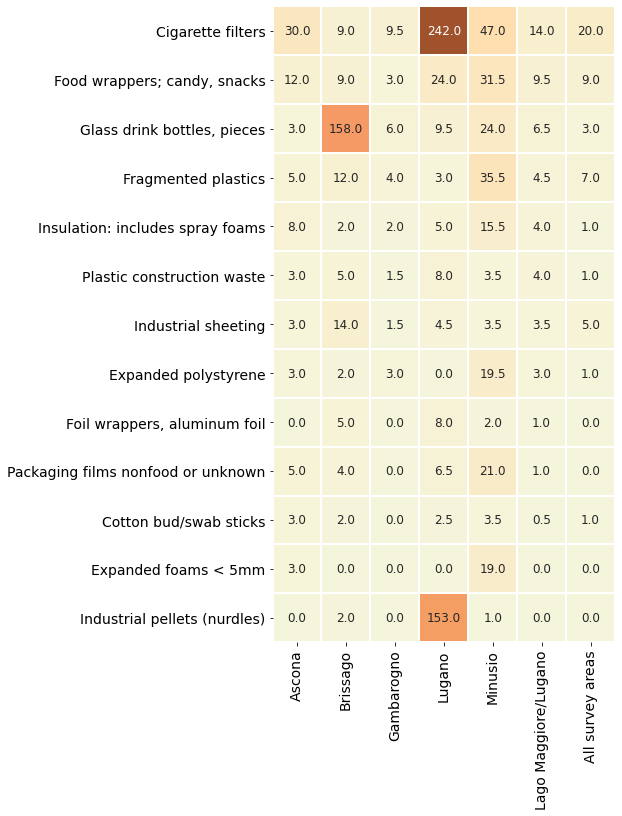 Cigarette filters 30.0 9.0 9.5 242.0 47.0 14.0 20.0
Food wrappers; candy, snacks 12.0 9.0 3.0 24.0 31.5 9.5 9.0
Glass drink bottles, pieces 3.0 158.0 6.0 9.5 24.0 6.5 3.0
Fragmented plastics 5.0 12.0 4.0 3.0 35.5 4.5 7.0
Insulation: includes spray foams 8.0 2.0 2.0 5.0 15.5 4.0 1.0
Plastic construction waste 3.0 5.0 1.5 8.0 3.5 4.0 1.0
Industrial sheeting 3.0 14.0 1.5 4.5 3.5 3.5 5.0
Expanded polystyrene 3.0 2.0 3.0 0.0 19.5 3.0 1.0
Foil wrappers, aluminum foil 0.0 5.0 0.0 8.0 2.0 1.0 0.0
Packaging films nonfood or unknown 5.0 4.0 0.0 6.5 21.0 1.0 0.0
Cotton bud/swab sticks 3.0 2.0 0.0 2.5 3.5 0.5 1.0
Expanded foams < 5mm 3.0 0.0 0.0 0.0 19.0 0.0 0.0
Industrial pellets (nurdles) 0.0 2.0 0.0 153.0 1.0 0.0 0.0
Ascona
Brissago
Gambarogno
Lugano
Minusio
Lago Maggiore/Lugano
All survey areas